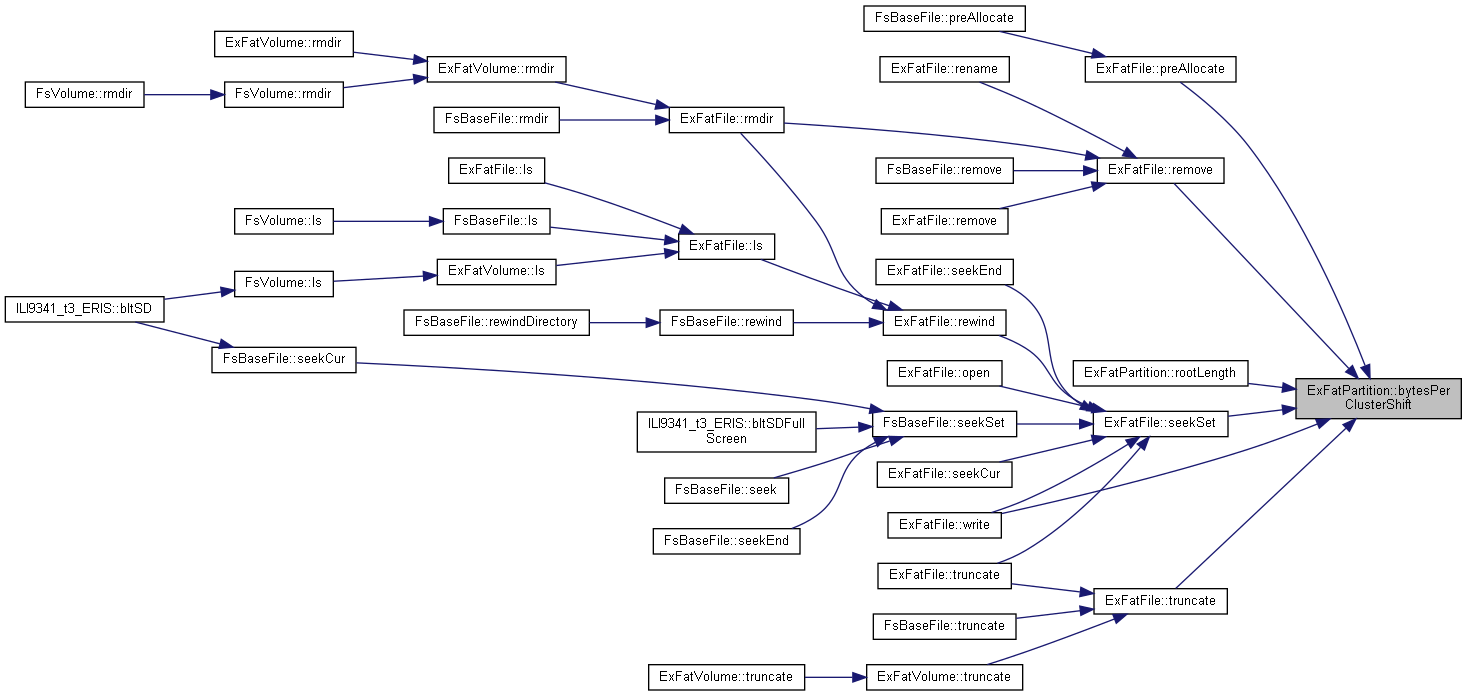 FsBaseFile::preAllocate
ExFatVolume::rmdir
ExFatVolume::rmdir
ExFatFile::rename
ExFatFile::preAllocate
FsVolume::rmdir
FsVolume::rmdir
FsBaseFile::rmdir
ExFatFile::rmdir
ExFatFile::ls
FsBaseFile::remove
ExFatFile::remove
FsVolume::ls
FsBaseFile::ls
ExFatFile::remove
ExFatFile::ls
FsVolume::ls
ExFatVolume::ls
ExFatFile::seekEnd
ILI9341_t3_ERIS::bltSD
FsBaseFile::rewindDirectory
FsBaseFile::rewind
ExFatFile::rewind
FsBaseFile::seekCur
ExFatFile::open
ExFatPartition::rootLength
ExFatPartition::bytesPer
ClusterShift
ILI9341_t3_ERIS::bltSDFull
Screen
FsBaseFile::seekSet
ExFatFile::seekSet
FsBaseFile::seek
ExFatFile::seekCur
FsBaseFile::seekEnd
ExFatFile::write
ExFatFile::truncate
ExFatFile::truncate
FsBaseFile::truncate
ExFatVolume::truncate
ExFatVolume::truncate